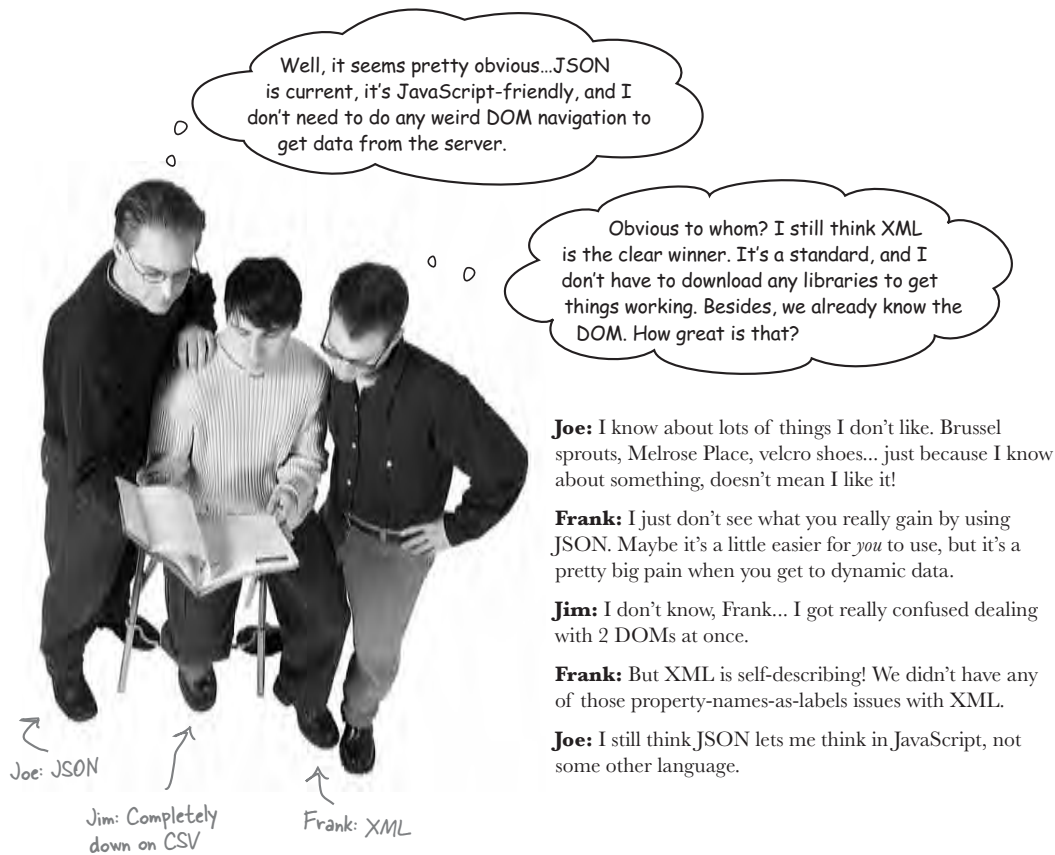 Well, it seems pretty obvious...JSON
is current, it's JavaScript-friendly, and I
don't need to do any weird DOM navigation to
get data from the server.
Obvious to whom? I still think XML
is the clear winner. It's a standard, and I
don't have to download any libraries to get
things working. Besides, we already know the
DOM. How great is that?
Joe: I know about lots of things I don't like. Brussel
sprouts, Melrose Place, velcro shoes... just because I know
about something, doesn't mean I like it!
Frank: I just don't see what you really gain by using
JSON. Maybe it's a little easier for you to use, but it's a
pretty big pain when you get to dynamic data.
Jim: I don't know, Frank... I got really confused dealing
with 2 DOMs at once.
Frank: But XML is self-describing! We didn't have any
of those property-names-as-labels issues with XML.
Joe: I still think JSON lets me think in JavaScript, not
some other language.
Joe: JSON
Jim: Completely
down on CSV
Frank: XML